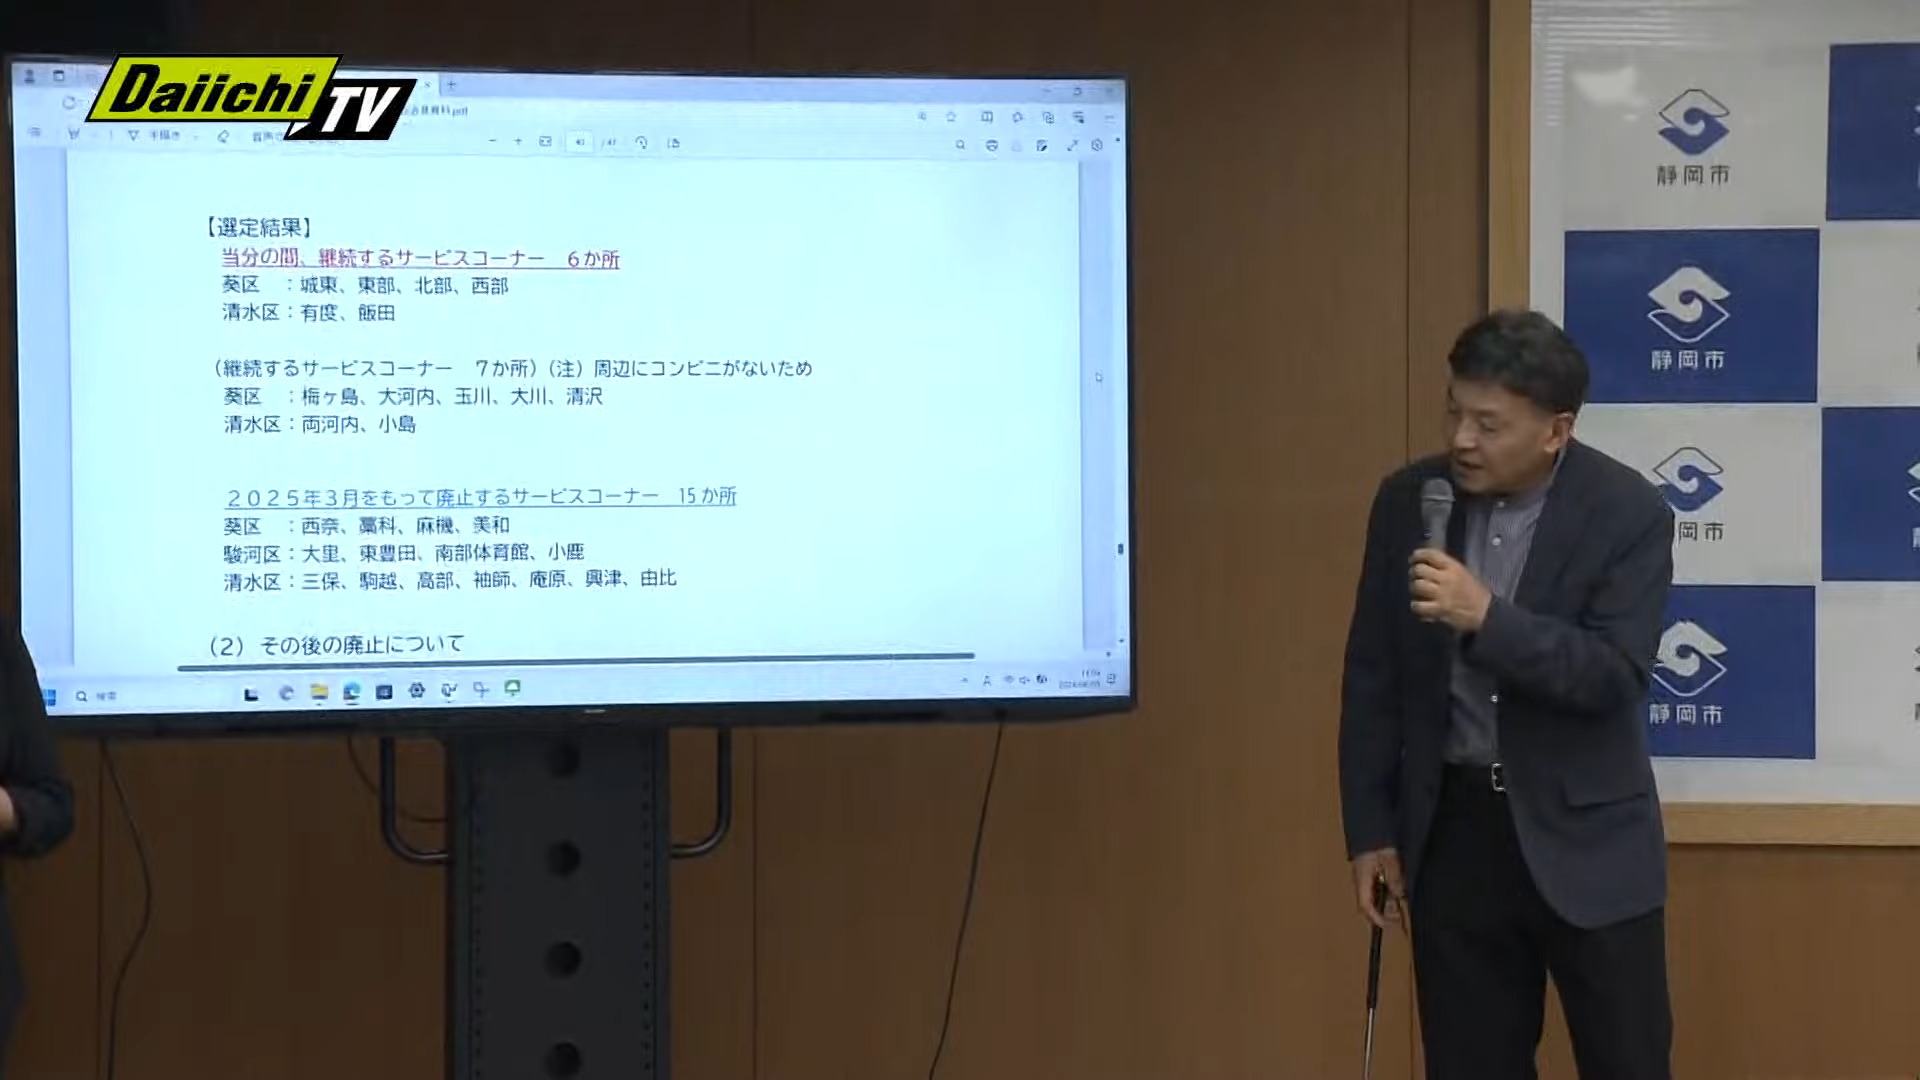 Daiichi TV
手描き
【選定結果】
当分の間、継続するサービスコーナー　6か所
葵区　：城東、東部、北部、西部
清水区：有度、飯田
（継続するサービスコーナー　7か所）（注）周辺にコンビニがないため
葵区　：梅ヶ島、大河内、玉川、大川、清沢
清水区：両河内、小島
２０２５年３月をもって廃止するサービスコーナー　15か所
葵区　：西奈、藁科、麻機、美和
駿河区：大里、東豊田、南部体育館、小鹿
清水区：三保、駒越、高部、袖師、庵原、興津、由比
（2）その後の廃止について
検索
静岡市
静岡市
静岡市
静岡市